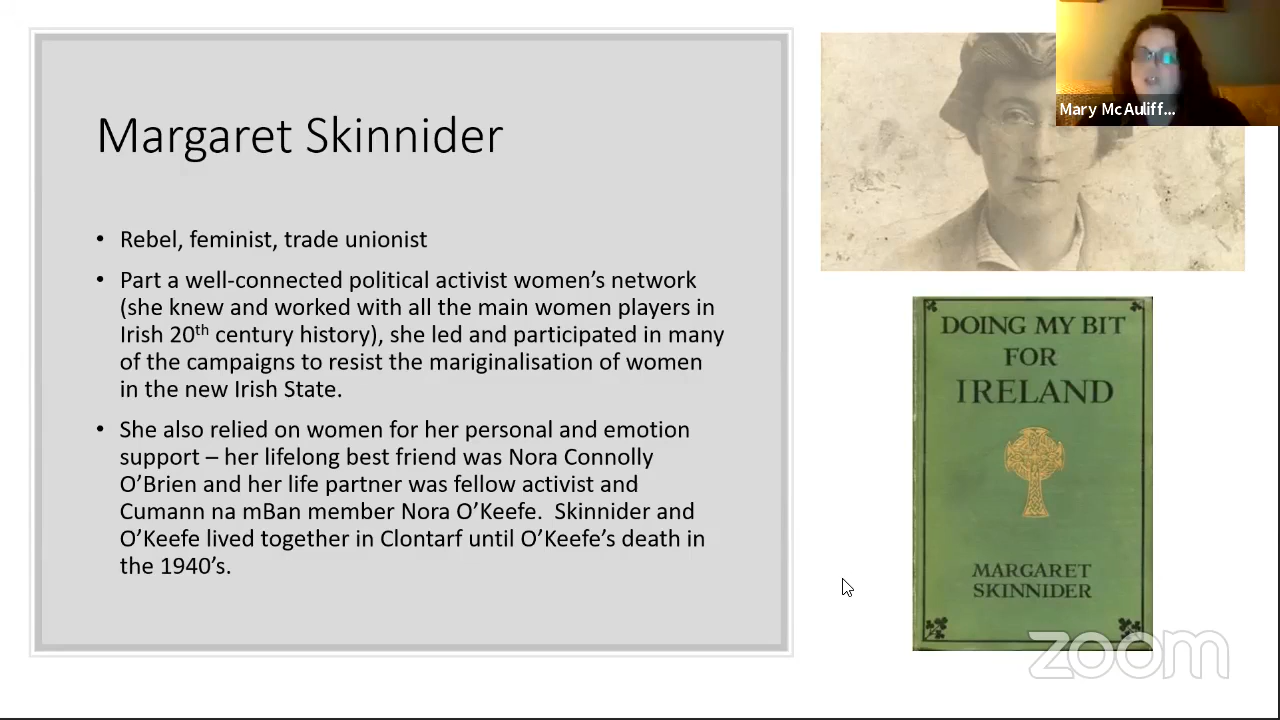 Margaret Skinnider
• Rebel, feminist, trade unionist
• Part a well-connected political activist women’s network
(she knew and worked with all the main women players in
Irish 20th century history), she led and participated in many
of the campaigns to resist the mariginalisation of women
in the new Irish State.
• She also relied on women for her personal and emotion
support – her lifelong best friend was Nora Connolly
O’Brien and her life partner was fellow activist and
Cumann na mBan member Nora O’Keefe.  Skinnider and
O’Keefe lived together in Clontarf until O’Keefe’s death in
the 1940’s.
Mary McAuliff...
DOING MY BIT
FOR
IRELAND
MARGARET
SKINNIDER
zoom